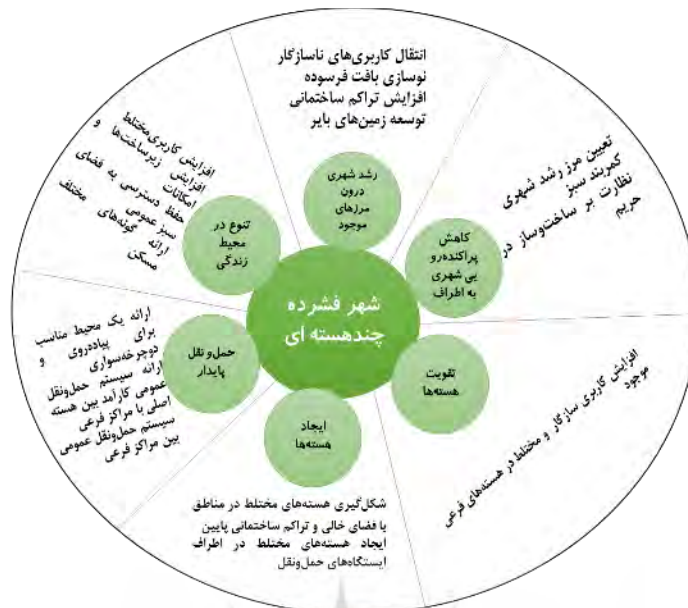 انتقال کاربری‌های ناسازگار
نوسازی بافت فرسوده
افزایش تراکم ساختمانی
توسعه زمین‌های بایر
رشد شهری
درون
مرزهای
موجود
تعیین مرز رشد شهری
کمربند سبز
نظارت بر ساخت‌وساز در
حریم
کاهش
پراکنده‌رو
یی شهری
به اطراف
افزایش کاربری سازگار و مختلط در هسته‌های فرعی
موجود
تقویت
هسته‌ها
شکل‌گیری هسته‌های مختلط در مناطق
با فضای خالی و تراکم ساختمانی پایین
ایجاد هسته‌های مختلط در اطراف
ایستگاه‌های حمل‌ونقل
ایجاد
هسته‌ها
ارائه یک محیط مناسب
برای پیاده‌روی و
دوچرخه‌سواری
ارائه سیستم حمل‌ونقل
عمومی کارآمد بین هسته
اصلی با مراکز فرعی
سیستم حمل‌ونقل عمومی
بین مراکز فرعی
حمل‌و نقل
پایدار
افزایش کاربری‌مختلط
افزایش زیرساخت‌ها و
امکانات
حفظ دسترسی به فضای
سبز عمومی
ارائه گونه‌های مختلف
مسکن
تنوع در
محیط
زندگی
شهر فشرده
چندهسته ای